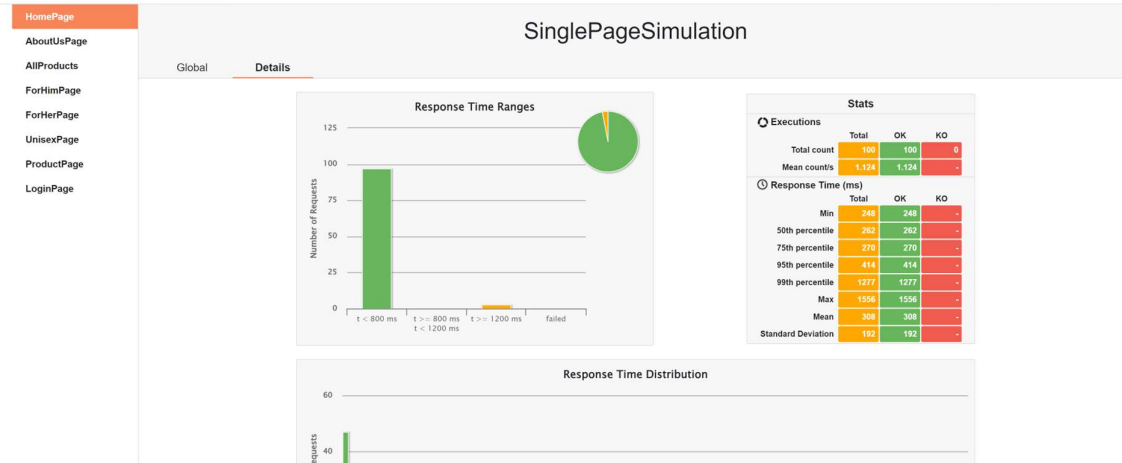 HomePage
AboutUsPage
AllProducts
ForHimPage
ForHerPage
UnisexPage
ProductPage
LoginPage
SinglePageSimulation
Global Details
Response Time Ranges
Number of Requests
125
100
75
50
25
0
t < 800 ms t >= 800 ms t >= 1200 ms failed
t < 1200 ms
Stats
Executions
Total OK KO
Total count 100 100 0
Mean count/s 1.124 1.124 -
Response Time (ms)
Total OK KO
Min 248 248 -
50th percentile 262 262 -
75th percentile 270 270 -
95th percentile 414 414 -
99th percentile 1277 1277 -
Max 1556 1556 -
Mean 308 308 -
Standard Deviation 192 192 -
Response Time Distribution
60
40